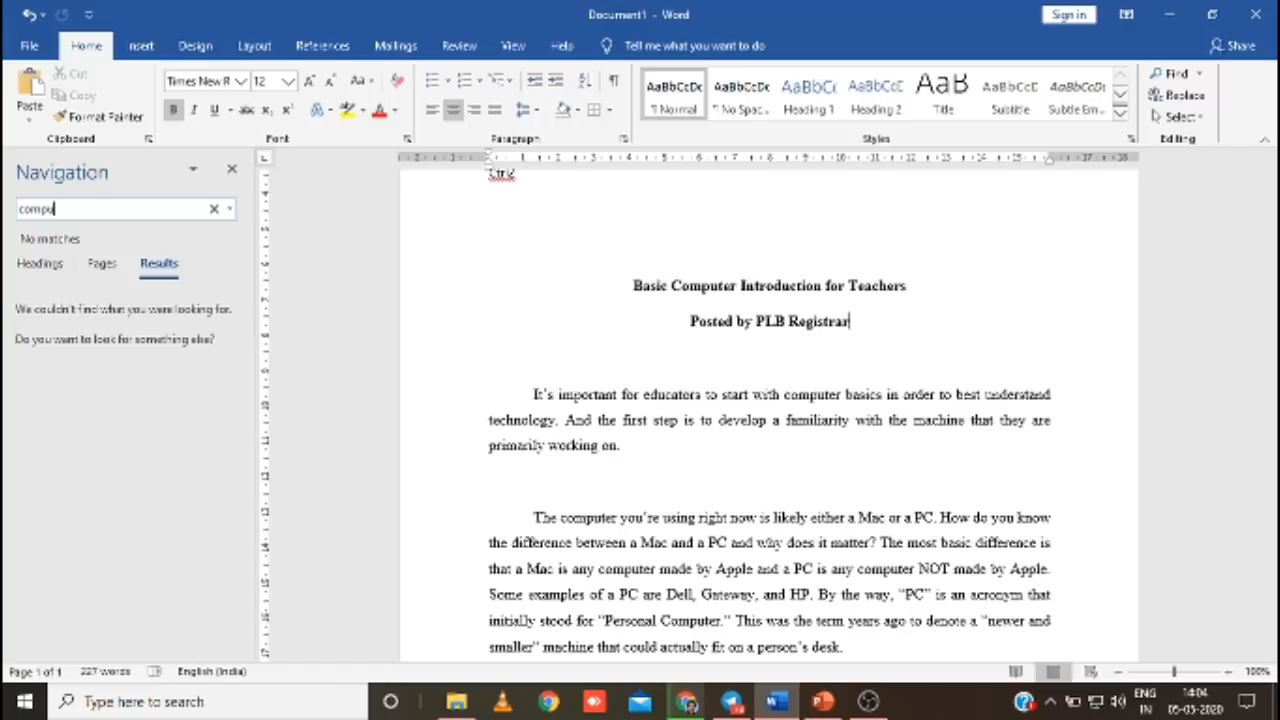 Document1 - Word
Sign in
File Home Insert Design Layout References Mailings Review View Help Tell me what you want to do Share
Cut
Copy
Paste
Format Painter
Times New R 12
AaBbCcDc AaBbCcDc AaBbCc AaBbCcD AaB AaBbCcD AaBbCcDc
¶ Normal ¶ No Spac... Heading 1 Heading 2 Title Subtitle Subtle Em...
Find
Replace
Select
Clipboard Font Paragraph Styles Editing
Navigation
compu
No matches
Headings Pages Results
We couldn't find what you were looking for.
Do you want to look for something else?
Basic Computer Introduction for Teachers
Posted by PLB Registrar
It's important for educators to start with computer basics in order to best understand
technology. And the first step is to develop a familiarity with the machine that they are
primarily working on.
The computer you're using right now is likely either a Mac or a PC. How do you know
the difference between a Mac and a PC and why does it matter? The most basic difference is
that a Mac is any computer made by Apple and a PC is any computer NOT made by Apple.
Some examples of a PC are Dell, Gateway, and HP. By the way, “PC” is an acronym that
initially stood for “Personal Computer.” This was the term years ago to denote a “newer and
smaller” machine that could actually fit on a person's desk.
Page 1 of 1 227 words English (India) 100%
Type here to search
ENG
IN
14:04
06-05-2020